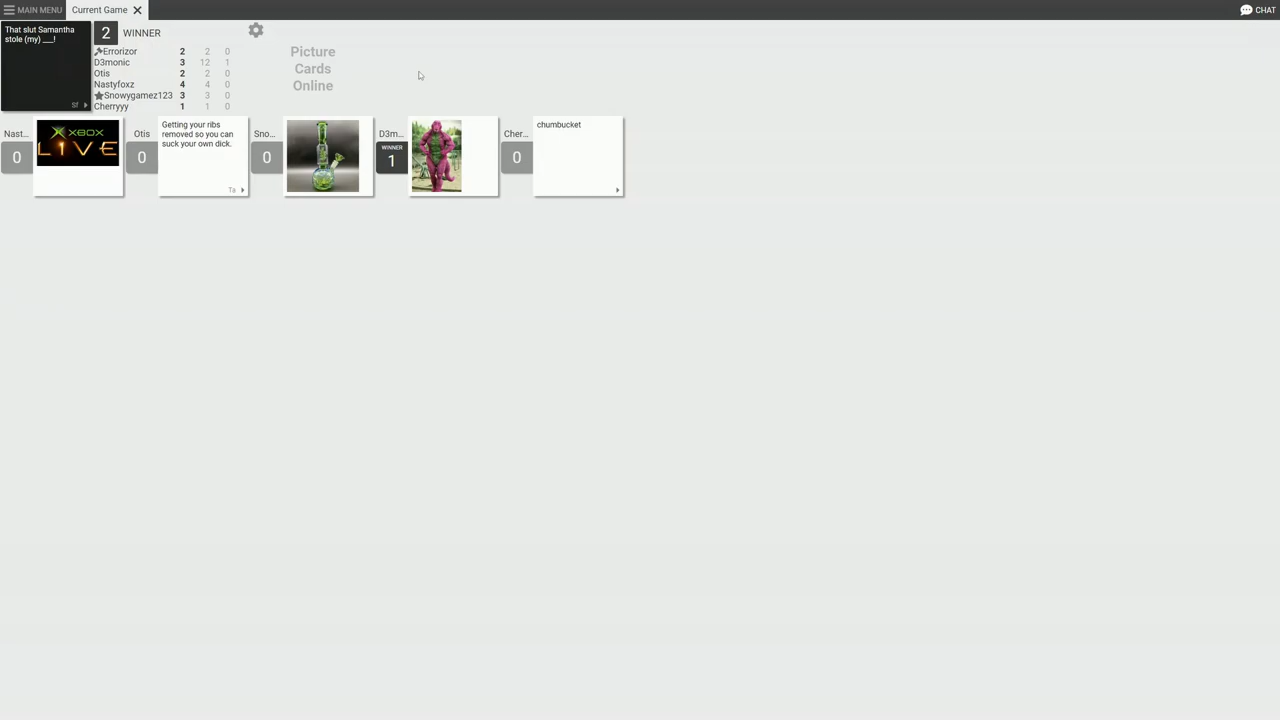 MAIN MENU
Current Game
CHAT
That slut Samantha
stole (my) ___!
Sf
2 WINNER
Errorizor 2 2 0
D3monic 3 12 1
Otis 2 2 0
Nastyfoxz 4 4 0
Snowygamez123 3 3 0
Cherryyy 1 1 0
Picture
Cards
Online
Nast...
0
XBOX
LIVE
Otis
0
Getting your ribs
removed so you can
suck your own dick.
Ta
Sno...
0
D3m...
WINNER
1
Cher...
0
chumbucket